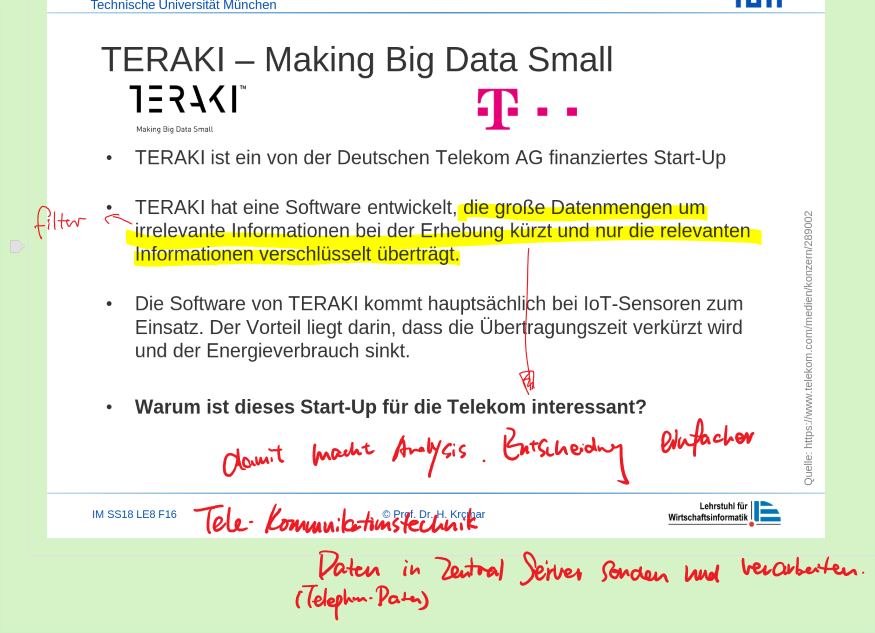 Technische Universität München
TERAKI – Making Big Data Small
TERAKI™
Making Big Data Small
T
• TERAKI ist ein von der Deutschen Telekom AG finanziertes Start-Up
• TERAKI hat eine Software entwickelt, die große Datenmengen um
filter
irrelevante Informationen bei der Erhebung kürzt und nur die relevanten
Informationen verschlüsselt überträgt.
• Die Software von TERAKI kommt hauptsächlich bei IoT-Sensoren zum
Einsatz. Der Vorteil liegt darin, dass die Übertragungszeit verkürzt wird
und der Energieverbrauch sinkt.
• Warum ist dieses Start-Up für die Telekom interessant?
damit macht Analysis. Entscheidung einfacher
Quelle: https://www.telekom.com/medien/konzern/289002
IM SS18 LE8 F16
© Prof. Dr. H. Krcmar
Lehrstuhl für
Wirtschaftsinformatik
Tele-Kommunikationstechnik
Daten in Zentral Server senden und verarbeiten.
(Telephon-Daten)